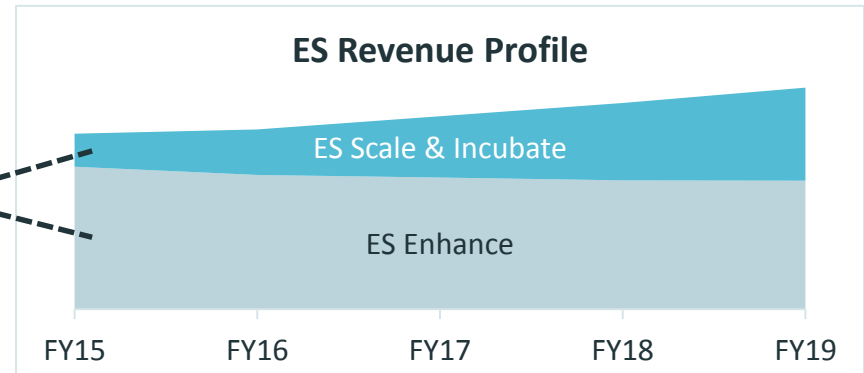 ES Revenue Profile
ES Scale & Incubate
ES Enhance
FY15 FY16 FY17 FY18 FY19